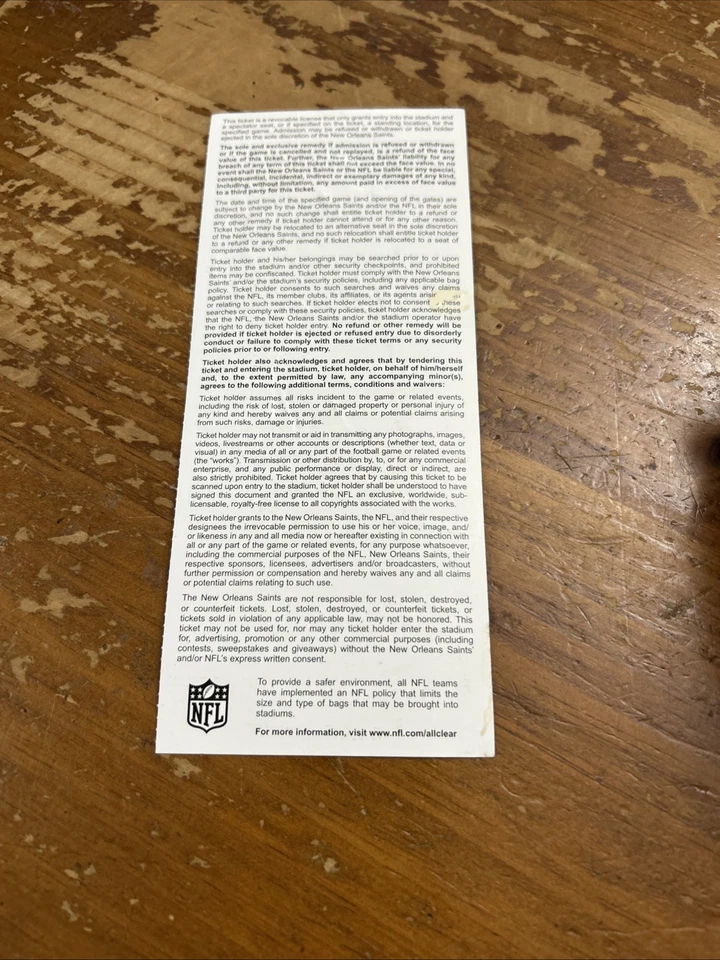 This ticket is a revocable license that only grants entry into the stadium and
a spectator seat, or if specified on the ticket, a standing location, for the
specified game. Admission may be refused or withdrawn or ticket holder
ejected in the sole discretion of the New Orleans Saints.
The sole and exclusive remedy if admission is refused or withdrawn
or if the game is cancelled and not replayed, is a refund of the face
value of this ticket. Further, the New Orleans Saints' liability for any
breach of any term of this ticket shall not exceed the face value. In no
event shall the New Orleans Saints or the NFL be liable for any special,
consequential, incidental, indirect or exemplary damages of any kind,
including, without limitation, any amount paid in excess of face value
to a third party for this ticket.
The date and time of the specified game (and opening of the gates) are
subject to change by the New Orleans Saints and/or the NFL in their sole
discretion, and no such change shall entitle ticket holder to a refund or
any other remedy if ticket holder cannot attend or for any other reason.
Ticket holder may be relocated to an alternative seat in the sole discretion
of the New Orleans Saints, and no such relocation shall entitle ticket holder
to a refund or any other remedy if ticket holder is relocated to a seat of
comparable face value.
Ticket holder and his/her belongings may be searched prior to or upon
entry into the stadium and/or other security checkpoints, and prohibited
items may be confiscated. Ticket holder must comply with the New Orleans
Saints' and/or the stadium's security policies, including any applicable bag
policy. Ticket holder consents to such searches and waives any claims
against the NFL, its member clubs, its affiliates, or its agents
or relating to such searches. If ticket holder elects not to consent these
searches or comply with these security policies, ticket holder acknowledges
that the NFL, the New Orleans Saints and/or the stadium operator have
the right to deny ticket holder entry. No refund or other remedy will be
provided if ticket holder is ejected or refused entry due to disorderly
conduct or failure to comply with these ticket terms or any security
policies prior to or following entry.
Ticket holder also acknowledges and agrees that by tendering this
ticket and entering the stadium, ticket holder, on behalf of him/herself
and, to the extent permitted by law, any accompanying minor(s),
agrees to the following additional terms, conditions and waivers:
Ticket holder assumes all risks incident to the game or related events,
including the risk of lost, stolen or damaged property or personal injury of
any kind and hereby waives any and all claims or potential claims arising
from such risks, damage or injuries.
Ticket holder may not transmit or aid in transmitting any photographs, images,
videos, livestreams or other accounts or descriptions (whether text, data or
visual) in any media of all or any part of the football game or related events
(the "works"). Transmission or other distribution by, to, or for any commercial
enterprise, and any public performance or display, direct or indirect, are
also strictly prohibited. Ticket holder agrees that by causing this ticket to be
scanned upon entry to the stadium, ticket holder shall be understood to have
signed this document and granted the NFL an exclusive, worldwide, sub-
licensable, royalty-free license to all copyrights associated with the works.
Ticket holder grants to the New Orleans Saints, the NFL, and their respective
designees the irrevocable permission to use his or her voice, image, and/
or likeness in any and all media now or hereafter existing in connection with
all or any part of the game or related events, for any purpose whatsoever,
including the commercial purposes of the NFL, New Orleans Saints, their
respective sponsors, licensees, advertisers and/or broadcasters, without
further permission or compensation and hereby waives any and all claims
or potential claims relating to such use.
The New Orleans Saints are not responsible for lost, stolen, destroyed,
or counterfeit tickets. Lost, stolen, destroyed, or counterfeit tickets, or
tickets sold in violation of any applicable law, may not be honored. This
ticket may not be used for, nor may any ticket holder enter the stadium
for, advertising, promotion or any other commercial purposes (including
contests, sweepstakes and giveaways) without the New Orleans Saints'
and/or NFL's express written consent.
NFL
To provide a safer environment, all NFL teams
have implemented an NFL policy that limits the
size and type of bags that may be brought into
stadiums.
For more information, visit www.nfl.com/allclear